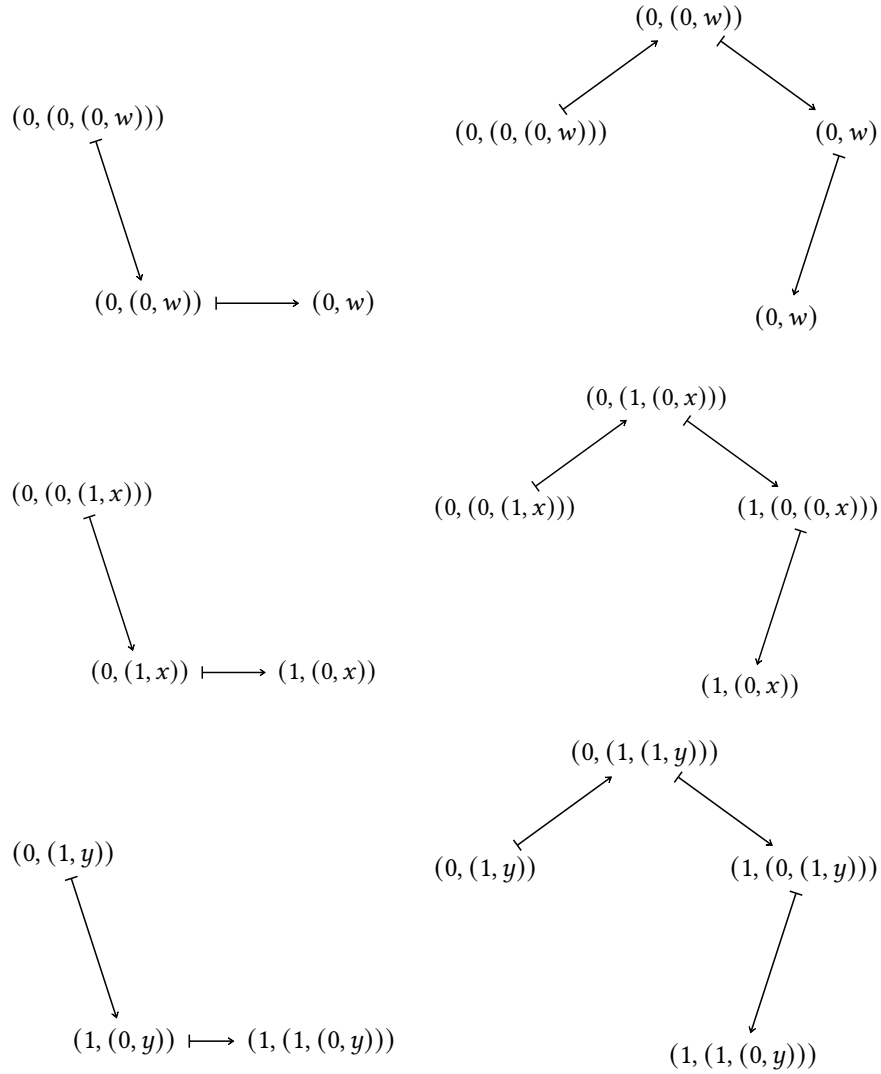 (0, (0, w))
(0, (0, (0, w)))
(0, (0, (0, w)))
(0, w)
(0, (0, w))
(0, w)
(0, w)
(0, (1, (0, x)))
(0, (0, (1, x)))
(0, (0, (1, x)))
(1, (0, (0, x)))
(0, (1, x))
(1, (0, x))
(1, (0, x))
(0, (1, (1, y)))
(0, (1, y))
(0, (1, y))
(1, (0, (1, y)))
(1, (0, y))
(1, (1, (0, y)))
(1, (1, (0, y)))